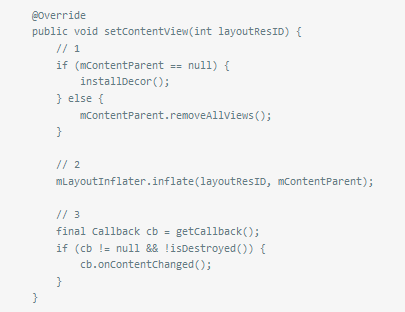 @Override
public void setContentView(int layoutResID) {
    // 1
    if (mContentParent == null) {
        installDecor();
    } else {
        mContentParent.removeAllViews();
    }

    // 2
    mLayoutInflater.inflate(layoutResID, mContentParent);

    // 3
    final Callback cb = getCallback();
    if (cb != null && !isDestroyed()) {
        cb.onContentChanged();
    }
}